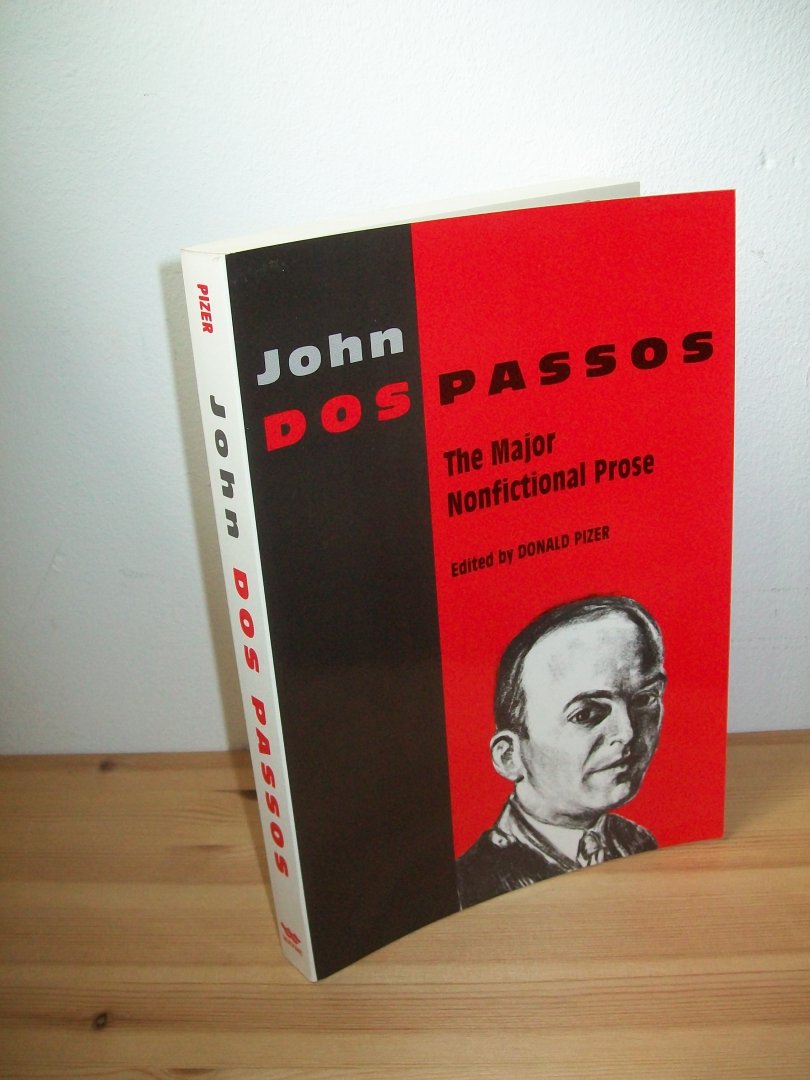 PIZER
John DOS PASSOS
John
DOS PASSOS
The Major
Nonfictional Prose
Edited by DONALD PIZER